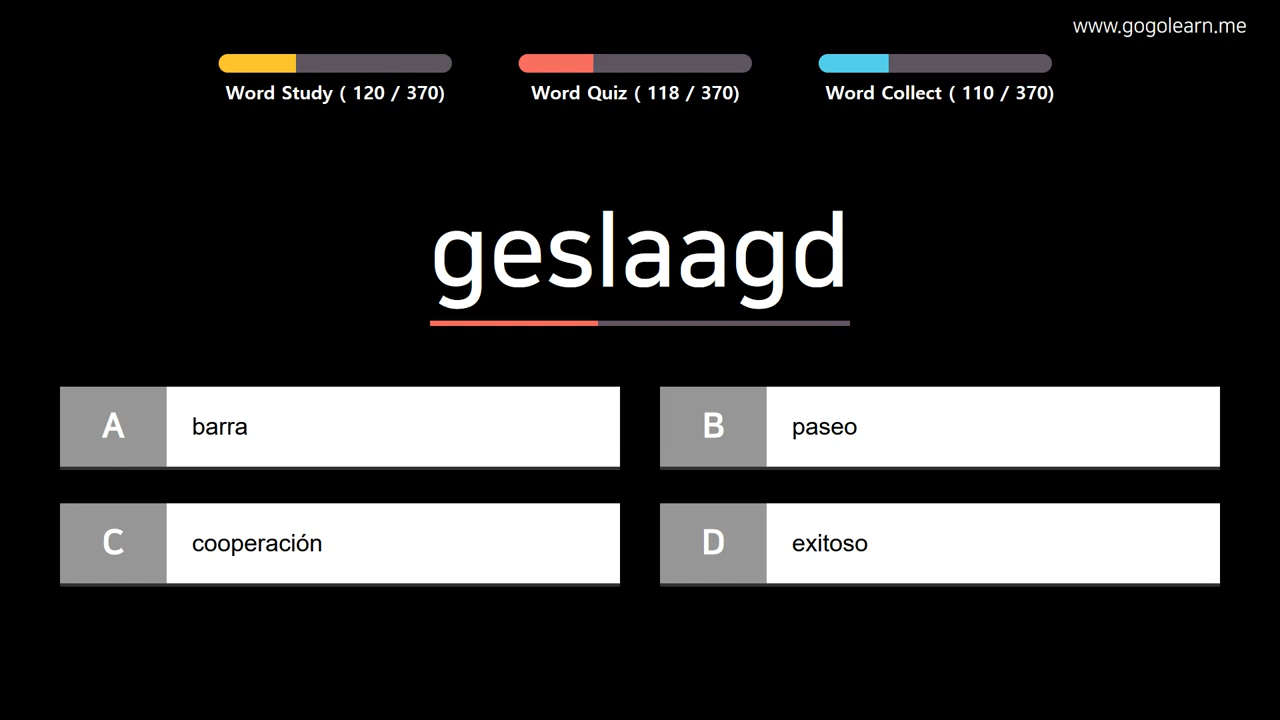 www.gogolearn.me
Word Study ( 120 / 370)
Word Quiz ( 118 / 370)
Word Collect ( 110 / 370)
geslaagd
A barra
B paseo
C cooperación
D exitoso